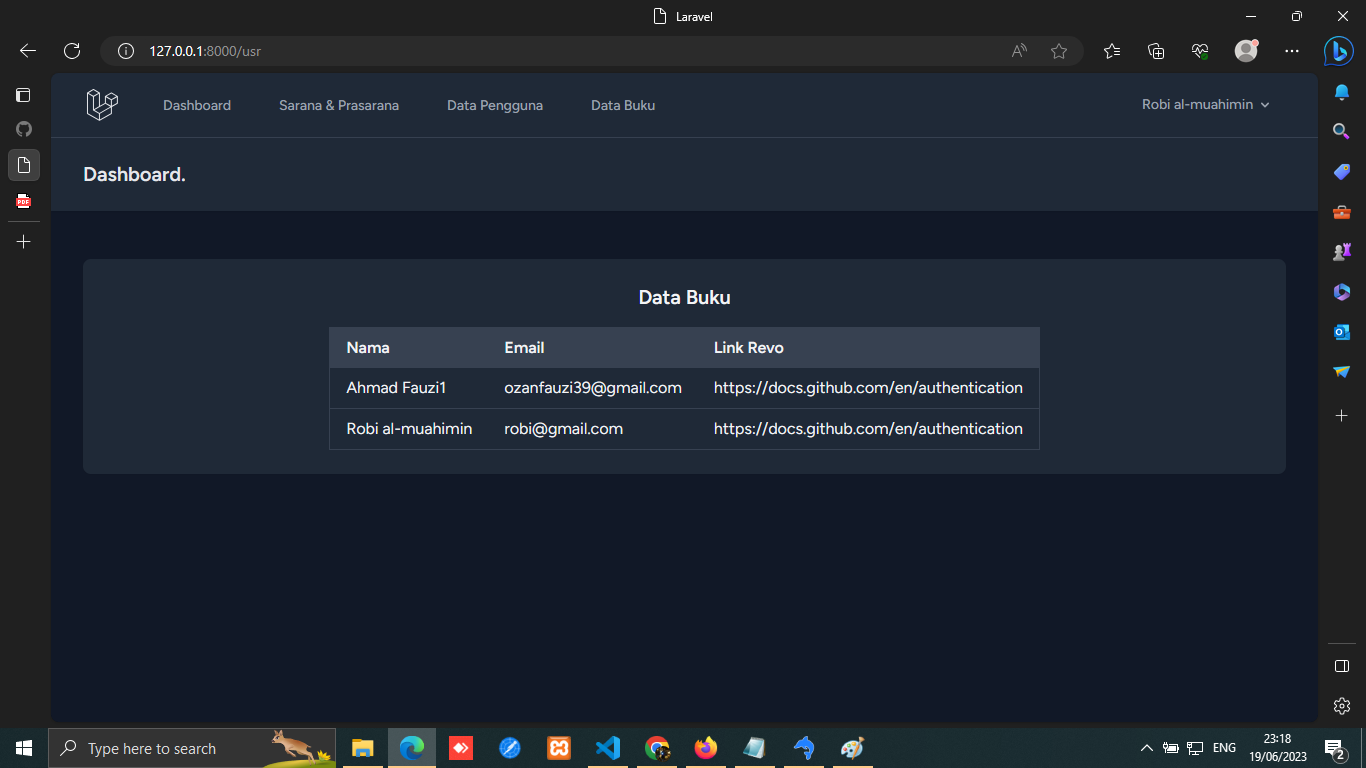 Laravel
127.0.0.1:8000/usr
Dashboard Sarana & Prasarana Data Pengguna Data Buku Robi al-muahimin
Dashboard.
PDF
Data Buku
Nama Email Link Revo
Ahmad Fauzi1 ozanfauzi39@gmail.com https://docs.github.com/en/authentication
Robi al-muahimin robi@gmail.com https://docs.github.com/en/authentication
Type here to search
ENG
23:18
19/06/2023
2